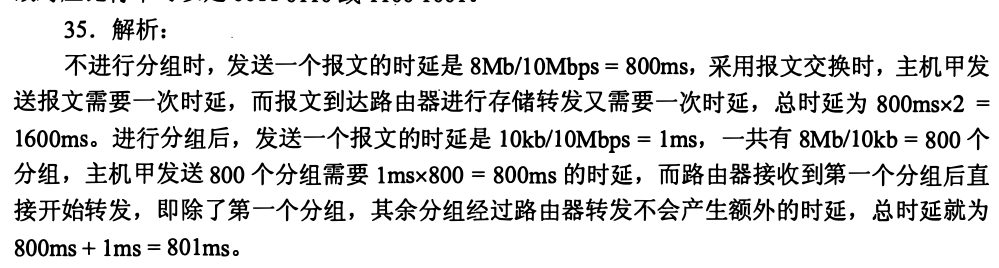 35．解析：
不进行分组时，发送一个报文的时延是 8Mb/10Mbps = 800ms，采用报文交换时，主机甲发
送报文需要一次时延，而报文到达路由器进行存储转发又需要一次时延，总时延为 800ms×2 =
1600ms。进行分组后，发送一个报文的时延是 10kb/10Mbps = 1ms，一共有 8Mb/10kb = 800 个
分组，主机甲发送 800 个分组需要 1ms×800 = 800ms 的时延，而路由器接收到第一个分组后直
接开始转发，即除了第一个分组，其余分组经过路由器转发不会产生额外的时延，总时延就为
800ms + 1ms = 801ms。